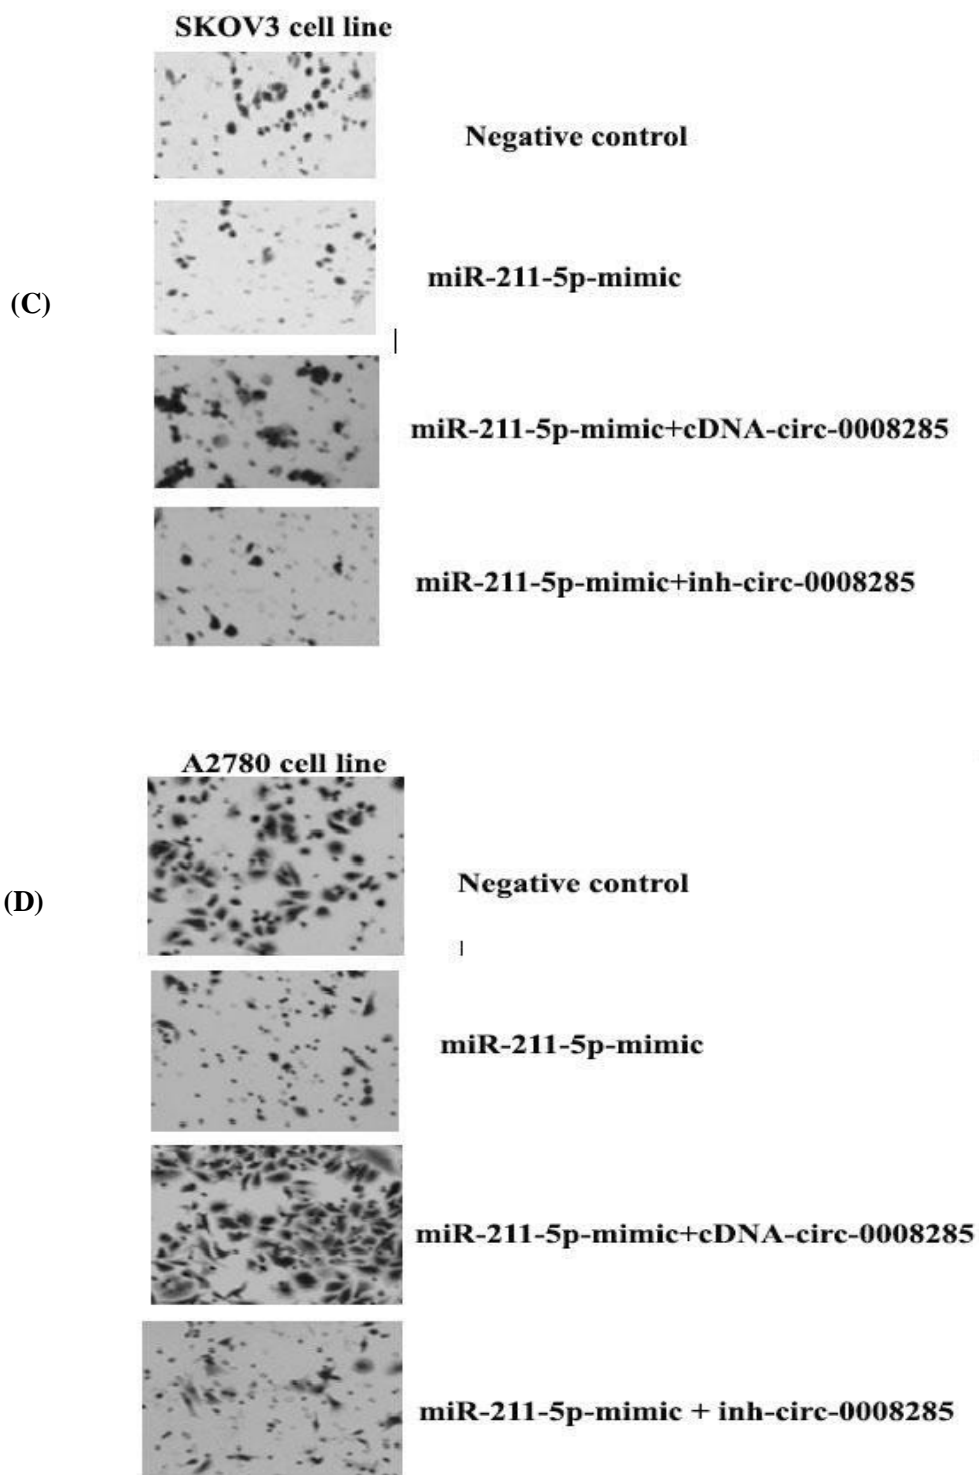 SKOV3 cell line
Negative control
miR-211-5p-mimic
(C)
miR-211-5p-mimic+cDNA-circ-0008285
miR-211-5p-mimic+inh-circ-0008285
A2780 cell line
Negative control
(D)
miR-211-5p-mimic
miR-211-5p-mimic+cDNA-circ-0008285
miR-211-5p-mimic + inh-circ-0008285